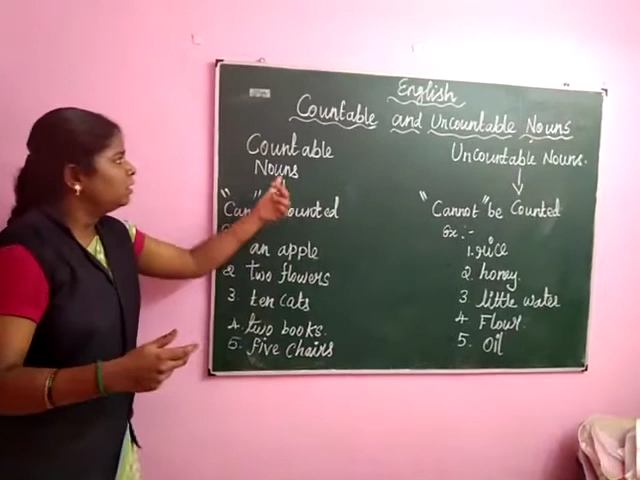 English
Countable and Uncountable Nouns
Countable
Nouns
"Can" counted
an apple
2 two flowers
3. ten cats
4. two books.
5. five chairs
Uncountable Nouns.
"Cannot" be Counted
Ex:-
1. rice
2. honey.
3 little water
4 Flour.
5. Oil